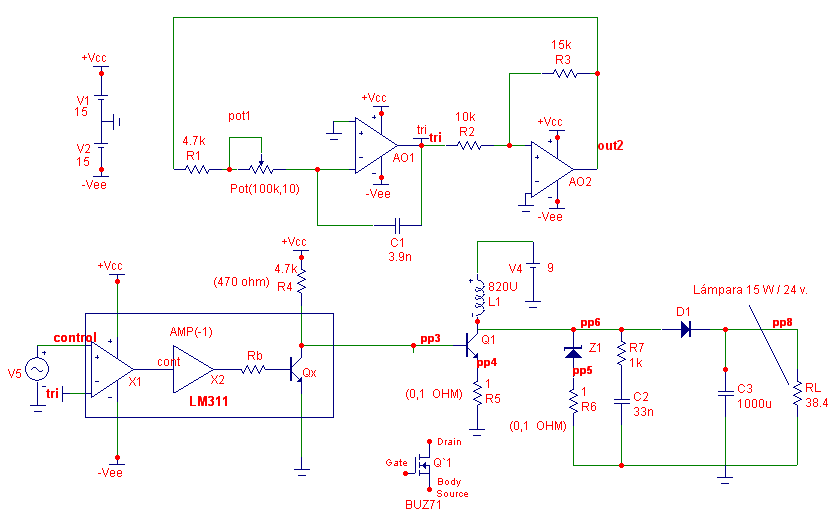 15k
R3
+Vcc
V1
15
V2
15
-Vee
pot1
4.7k
R1
Pot(100k,10)
+Vcc
tri
tri
AO1
-Vee
C1
3.9n
10k
R2
+Vcc
out2
AO2
-Vee
+Vcc
4.7k
(470 ohm)
R4
+Vcc
control
V5
tri
X1
-Vee
AMP(-1)
cont
X2
Rb
Qx
LM311
pp3
820U
L1
V4
9
Q1
pp4
1
(0,1 OHM)
R5
pp6
Z1
pp5
1
R6
(0,1 OHM)
R7
1k
C2
33n
Lámpara 15 W / 24 v.
D1
pp8
C3
1000u
RL
38.4
Drain
Gate
Q`1
Body
Source
BUZ71